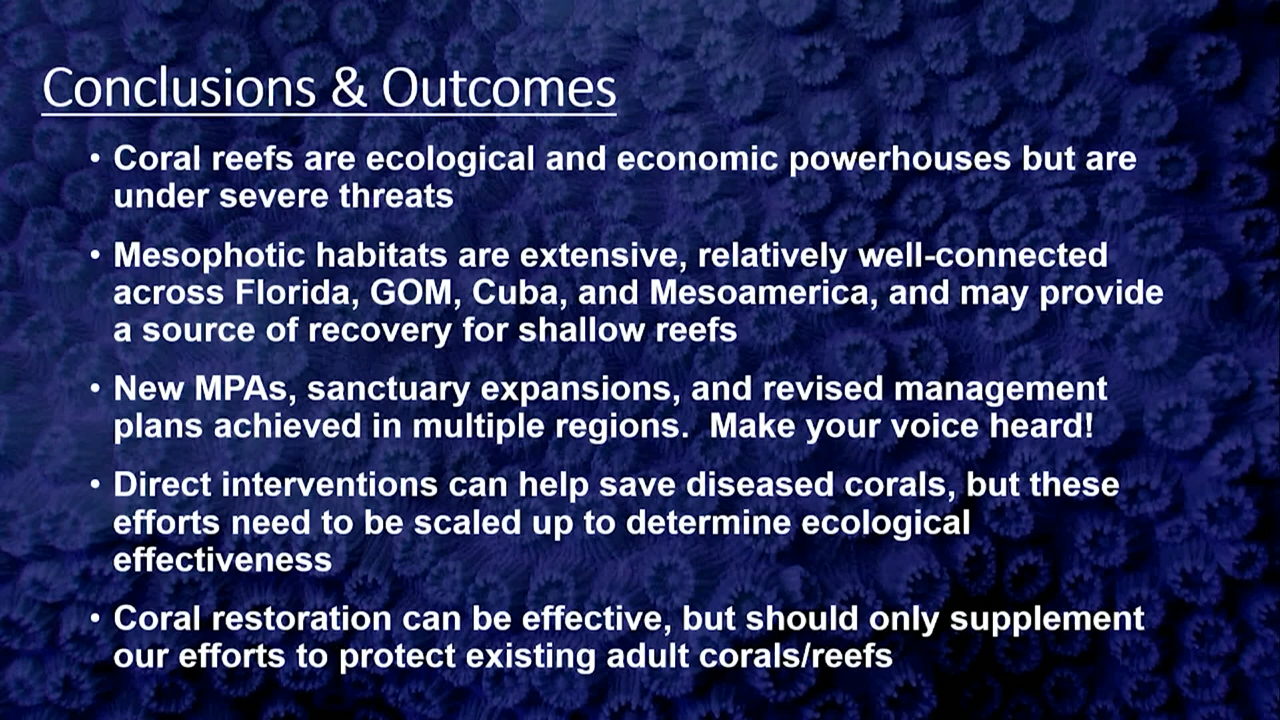 Conclusions & Outcomes
• Coral reefs are ecological and economic powerhouses but are
under severe threats
• Mesophotic habitats are extensive, relatively well-connected
across Florida, GOM, Cuba, and Mesoamerica, and may provide
a source of recovery for shallow reefs
• New MPAs, sanctuary expansions, and revised management
plans achieved in multiple regions.  Make your voice heard!
• Direct interventions can help save diseased corals, but these
efforts need to be scaled up to determine ecological
effectiveness
• Coral restoration can be effective, but should only supplement
our efforts to protect existing adult corals/reefs